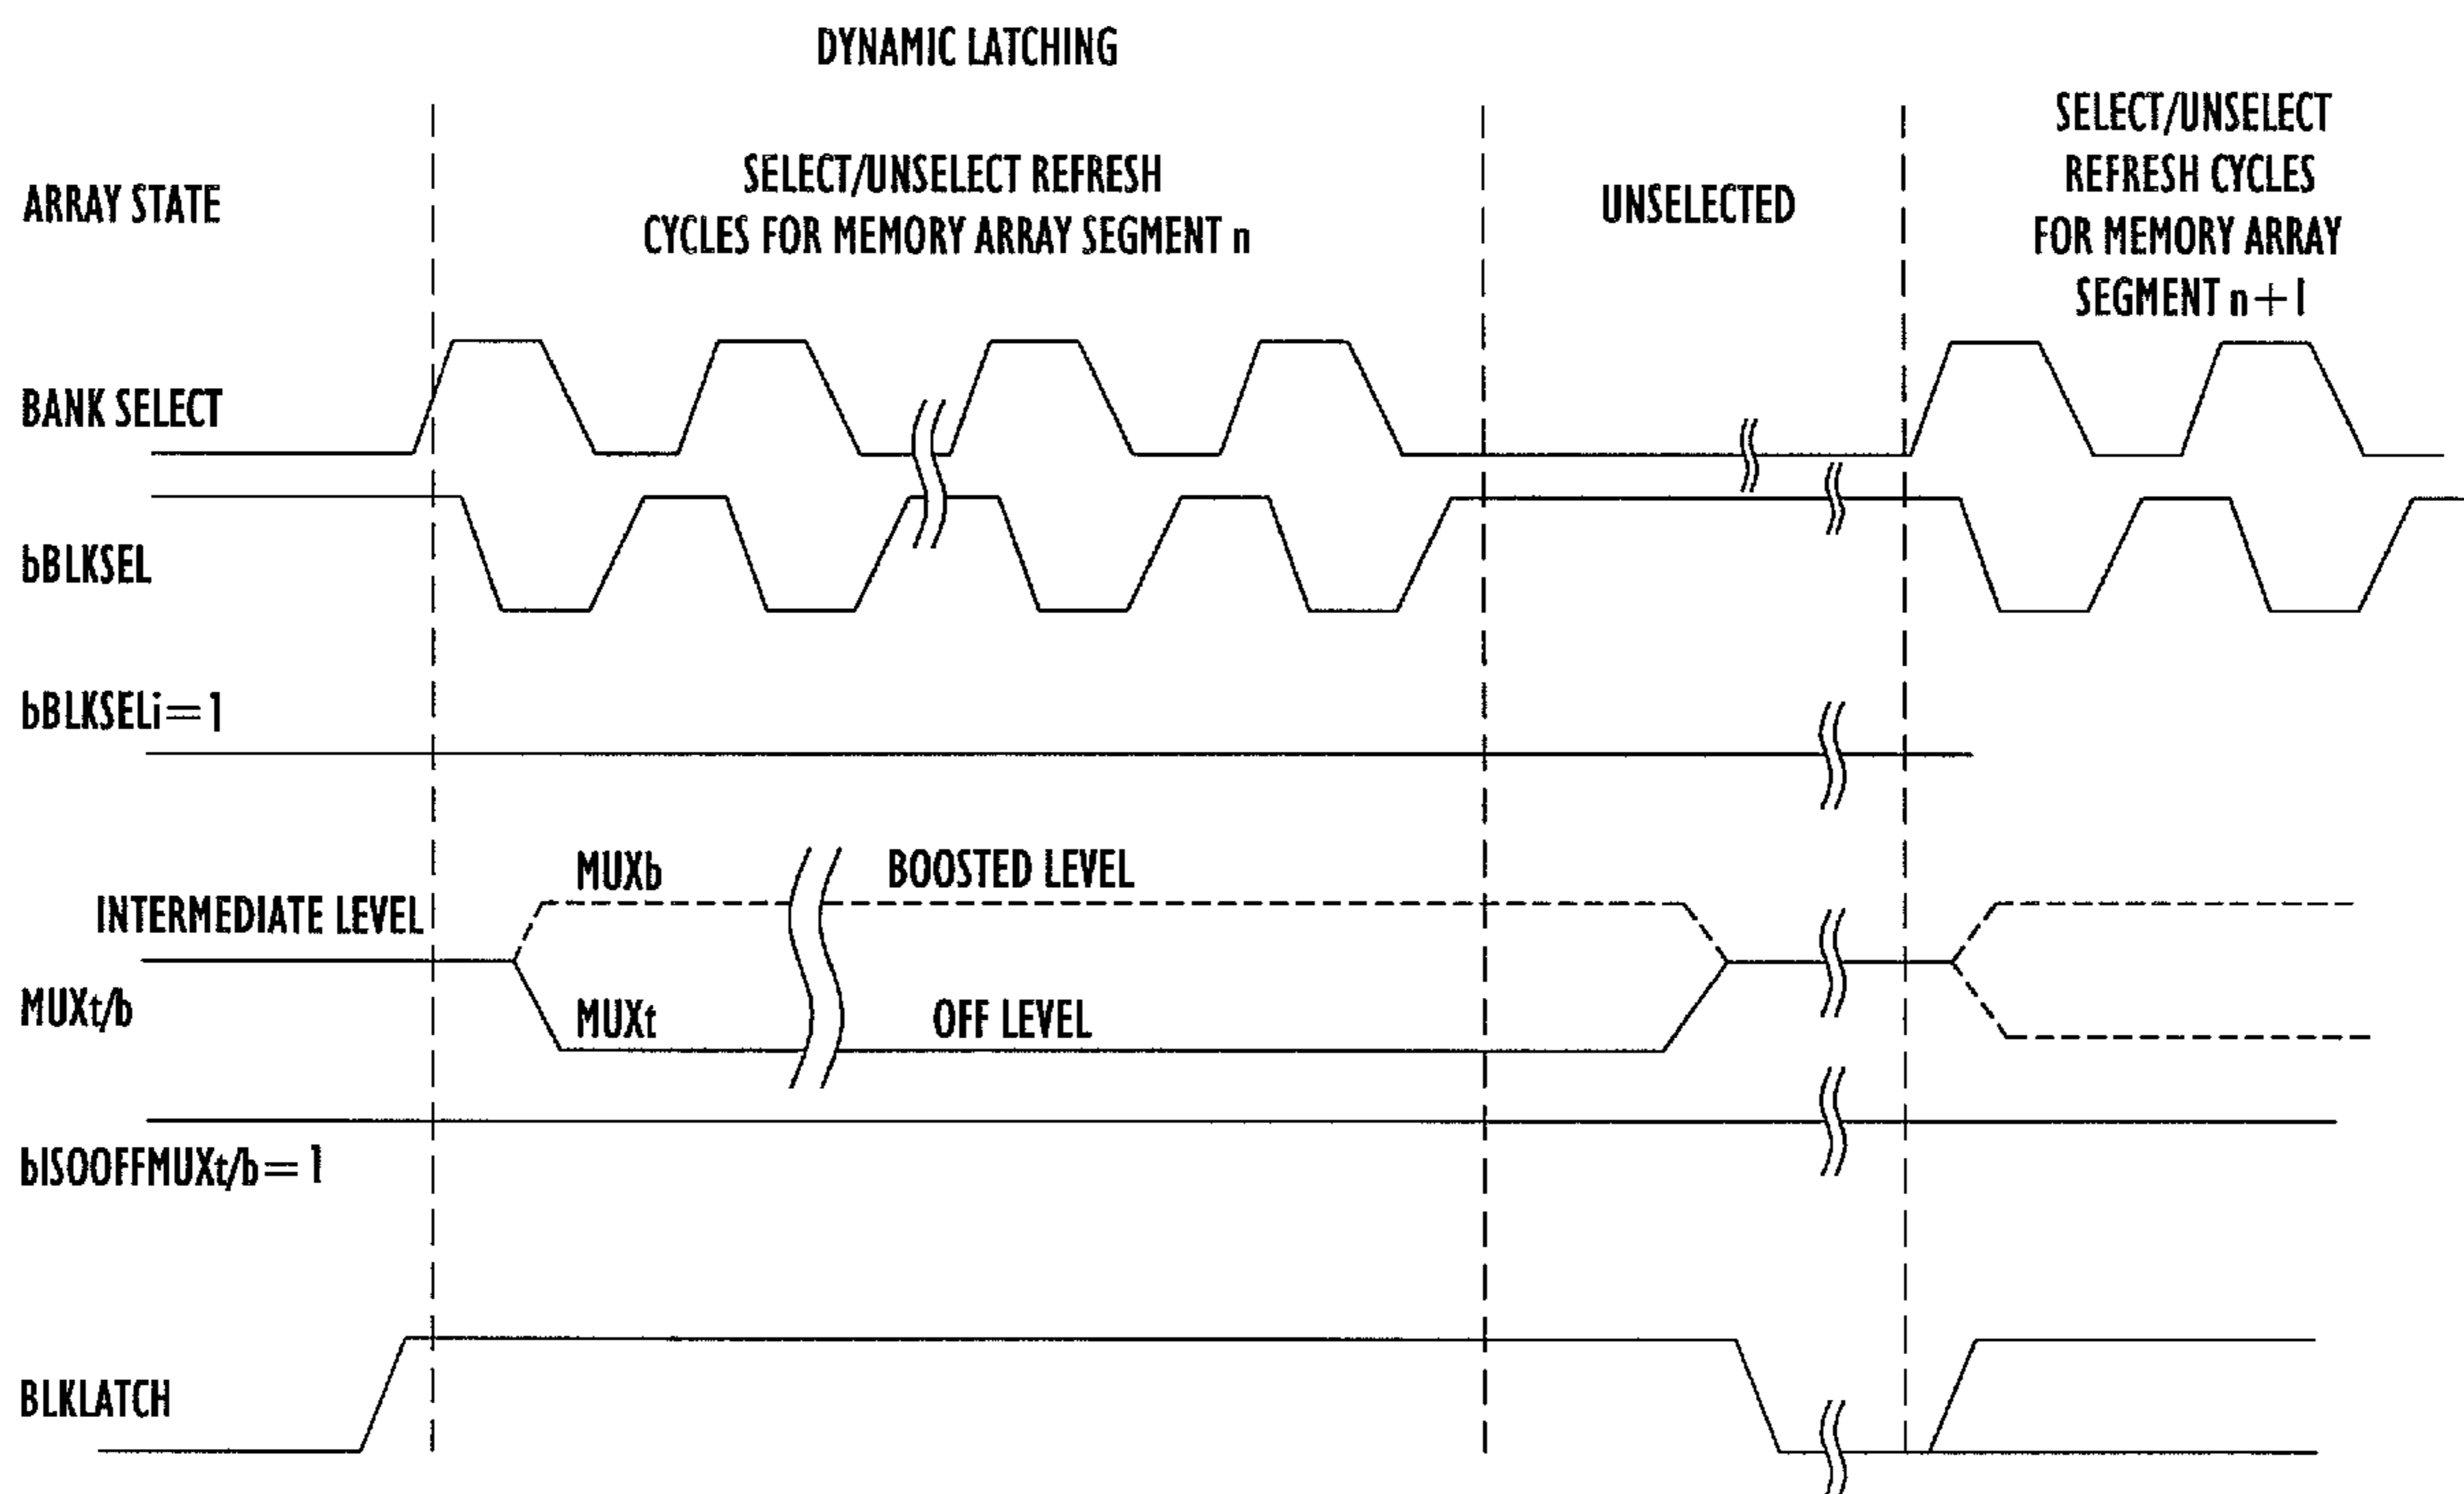 DYNAMIC LATCHING
ARRAY STATE
SELECT/UNSELECT REFRESH
CYCLES FOR MEMORY ARRAY SEGMENT n
UNSELECTED
SELECT/UNSELECT
REFRESH CYCLES
FOR MEMORY ARRAY
SEGMENT n+1
BANK SELECT
bBLKSEL
bBLKSELi=1
MUXb
BOOSTED LEVEL
INTERMEDIATE LEVEL
MUXt/b
MUXt
OFF LEVEL
bISOOFFMUXt/b=1
BLKLATCH